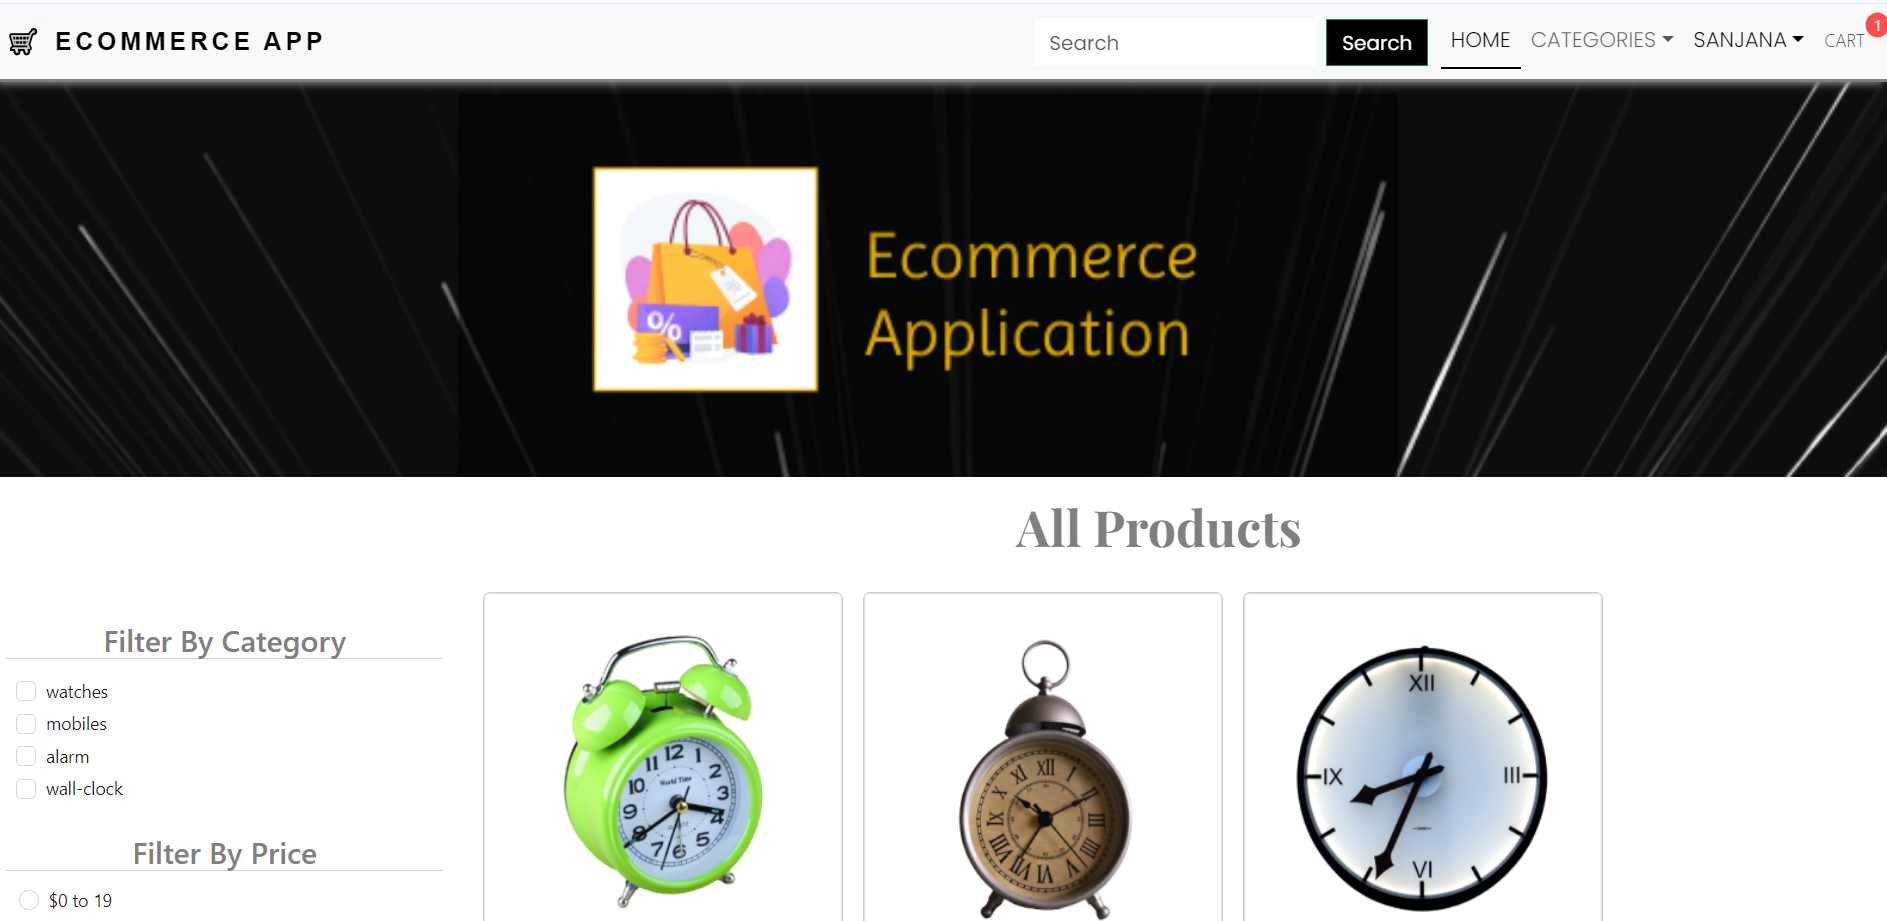 ECOMMERCE APP
Search
Search
HOME
CATEGORIES
SANJANA
CART
1
%
Ecommerce
Application
All Products
Filter By Category
watches
mobiles
alarm
wall-clock
Filter By Price
$0 to 19
12
1
2
3
4
5
6
7
8
9
10
11
World Time
XII
I
II
III
IIII
V
VI
VII
VIII
IX
X
XI
XII
III
VI
IX